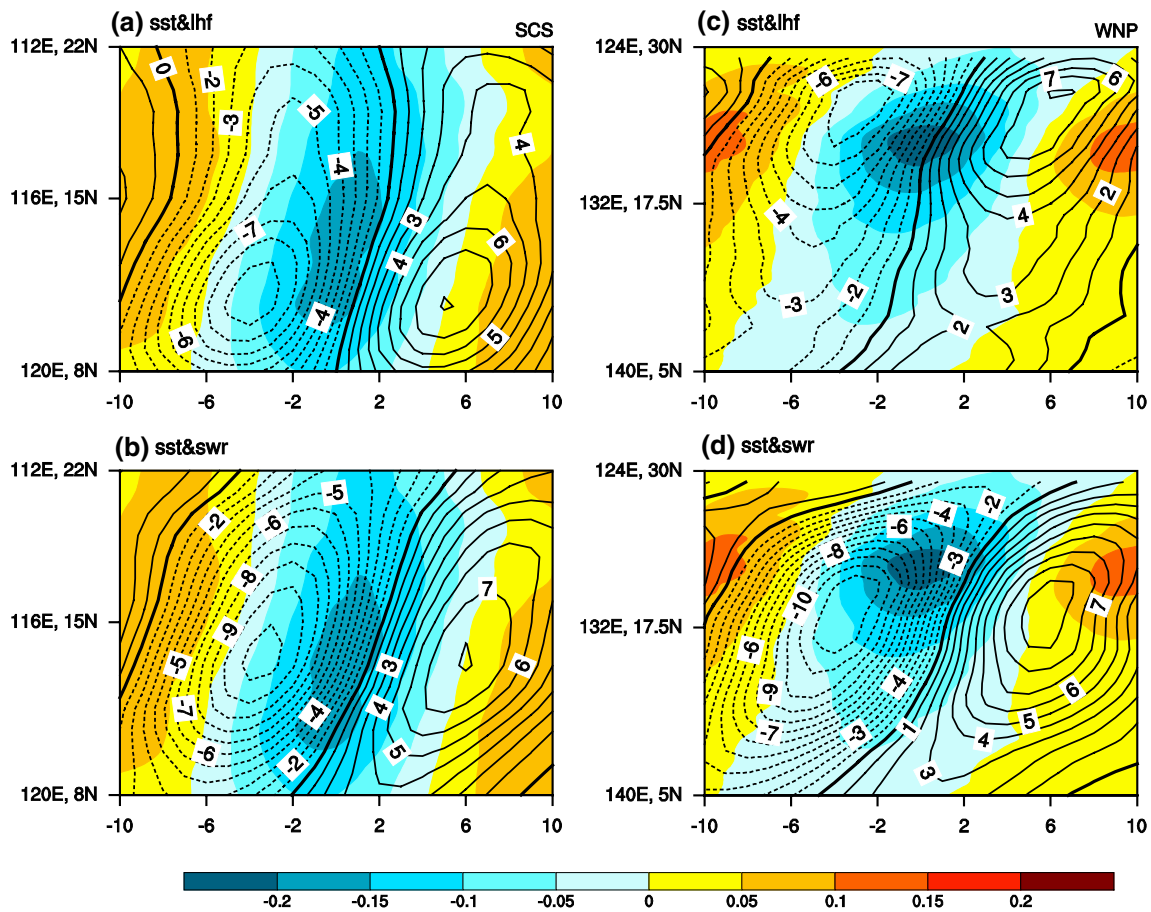 (a) sst&lhf SCS
112E, 22N
116E, 15N
120E, 8N
0 -2 -3 -5 -4 4 -7 3 4 6 -4 5 -6
-10 -6 -2 2 6 10
(c) sst&lhf WNP
124E, 30N
132E, 17.5N
140E, 5N
-6 -7 7 6 -4 4 2 -3 -2 3 2
-10 -6 -2 2 6 10
(b) sst&swr
112E, 22N
116E, 15N
120E, 8N
-2 -6 -5 -8 -9 7 -5 3 6 -7 -4 4 -6 -2 5
-10 -6 -2 2 6 10
(d) sst&swr
124E, 30N
132E, 17.5N
140E, 5N
-2 -4 -6 -8 -3 -10 7 -6 -9 -4 6 -7 -3 1 5 4 3
-10 -6 -2 2 6 10
-0.2 -0.15 -0.1 -0.05 0 0.05 0.1 0.15 0.2